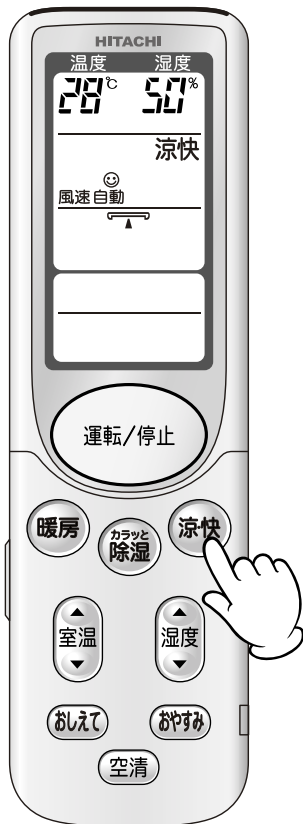 HITACHI
温度 湿度
28℃ 50%
涼快
風速自動
運転/停止
暖房 カラッと除湿 涼快
室温 湿度
おしえて おやすみ
空清